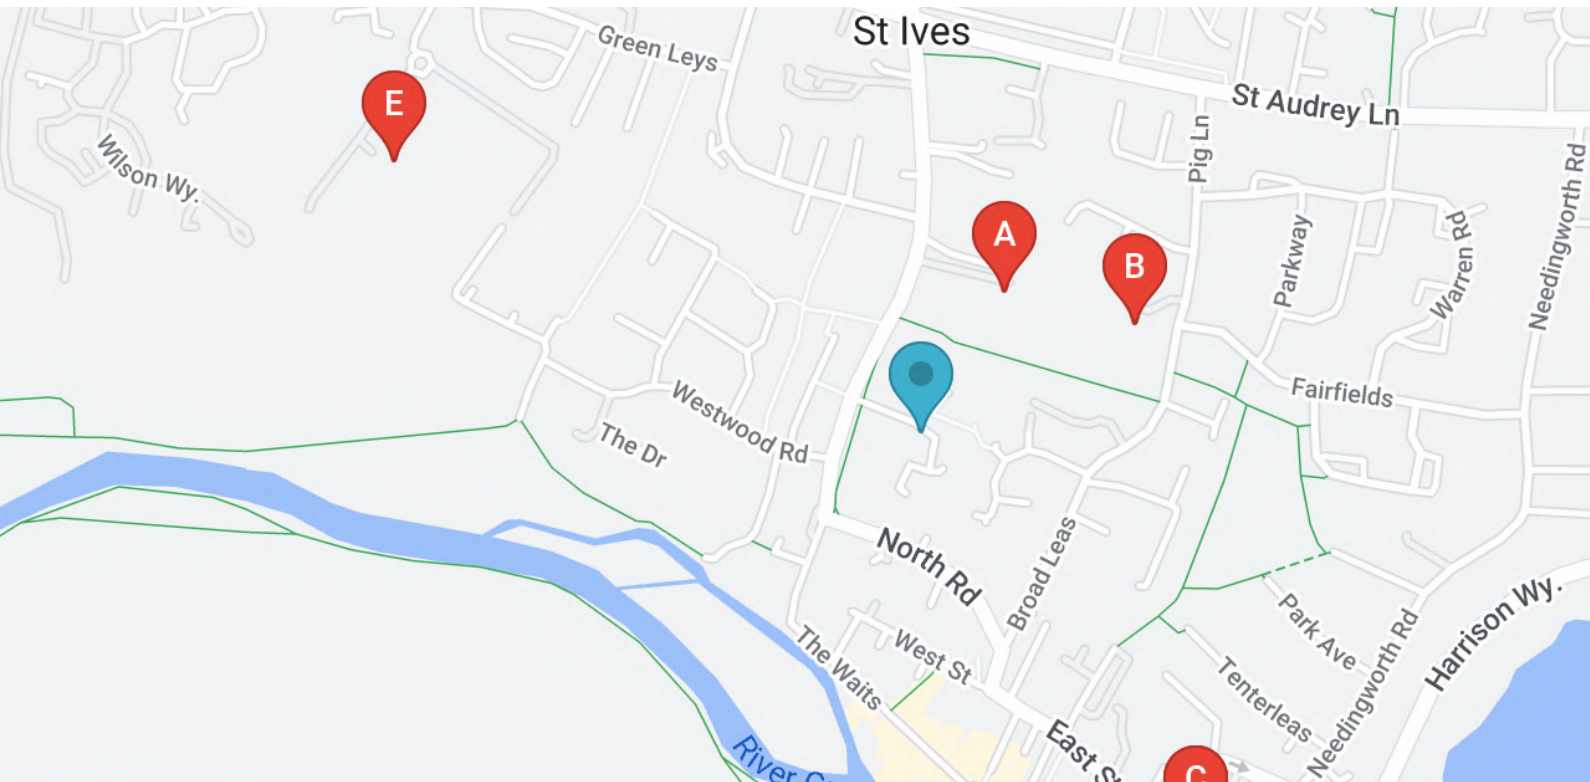 St Ives
Green Leys
St Audrey Ln
E
Pig Ln
Wilson Wy.
Needingworth Rd
A
B
Parkway
Warren Rd
Fairfields
Westwood Rd
The Dr
North Rd
Broad Leas
Park Ave
Harrison Wy.
West St
The Waits
Tenterleas
Needingworth Rd
East St
River
C